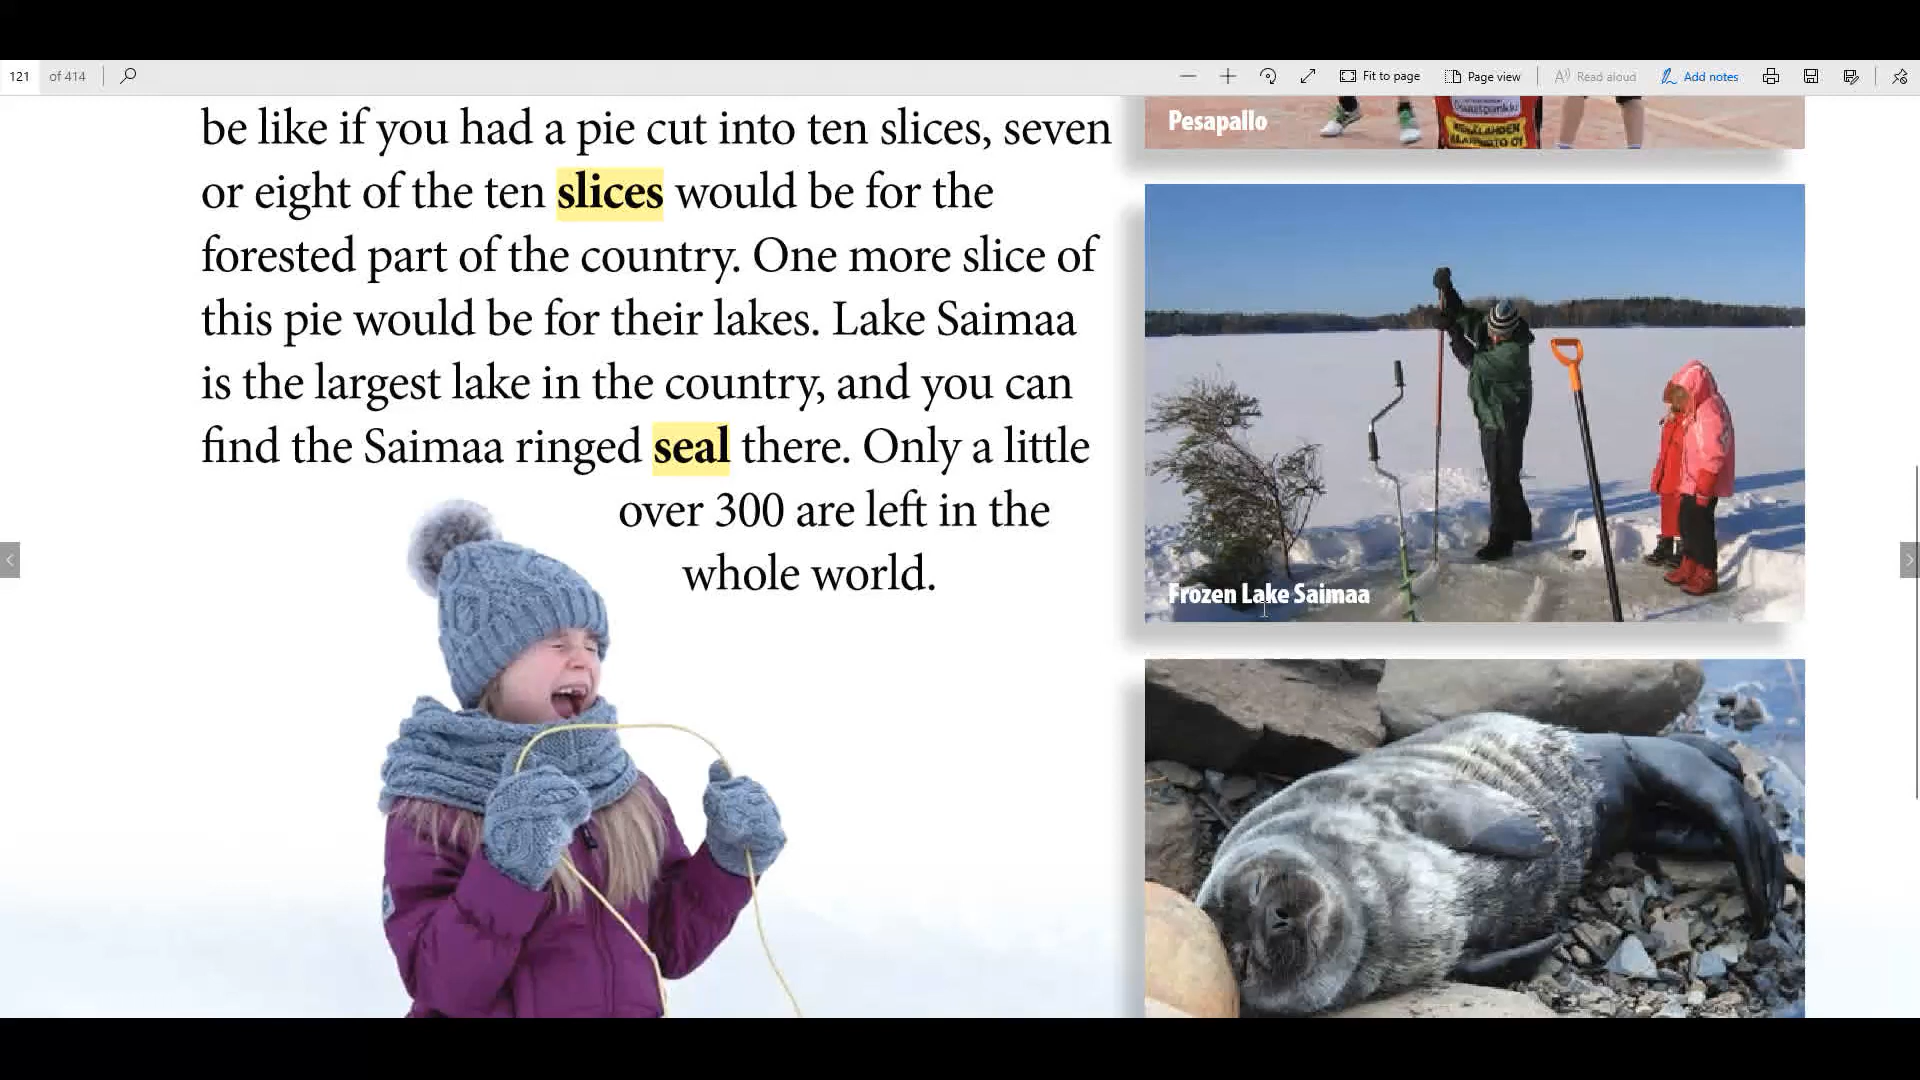 121 of 414
Fit to page
Page view
Read aloud
Add notes
be like if you had a pie cut into ten slices, seven
or eight of the ten slices would be for the
forested part of the country. One more slice of
this pie would be for their lakes. Lake Saimaa
is the largest lake in the country, and you can
find the Saimaa ringed seal there. Only a little
over 300 are left in the
whole world.
Pesapallo
Frozen Lake Saimaa